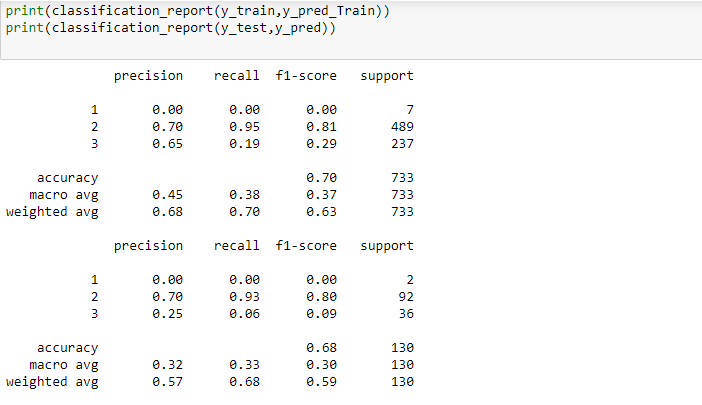 print(classification_report(y_train,y_pred_Train))
print(classification_report(y_test,y_pred))
precision recall f1-score support
1 0.00 0.00 0.00 7
2 0.70 0.95 0.81 489
3 0.65 0.19 0.29 237
accuracy 0.70 733
macro avg 0.45 0.38 0.37 733
weighted avg 0.68 0.70 0.63 733
precision recall f1-score support
1 0.00 0.00 0.00 2
2 0.70 0.93 0.80 92
3 0.25 0.06 0.09 36
accuracy 0.68 130
macro avg 0.32 0.33 0.30 130
weighted avg 0.57 0.68 0.59 130